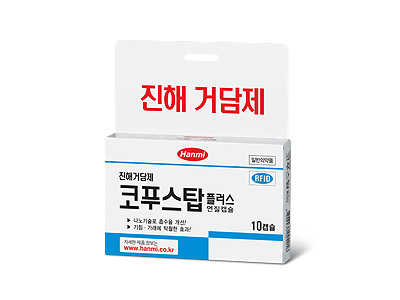 진해 거담제
Hanmi
일반의약품
진해거담제
RFID
코푸스탑 플러스
연질캡슐
▶ 나노기술로 흡수율 개선!
▶ 기침·가래에 탁월한 효과!
10캡슐
자세한 제품 정보는
www.hanmi.co.kr